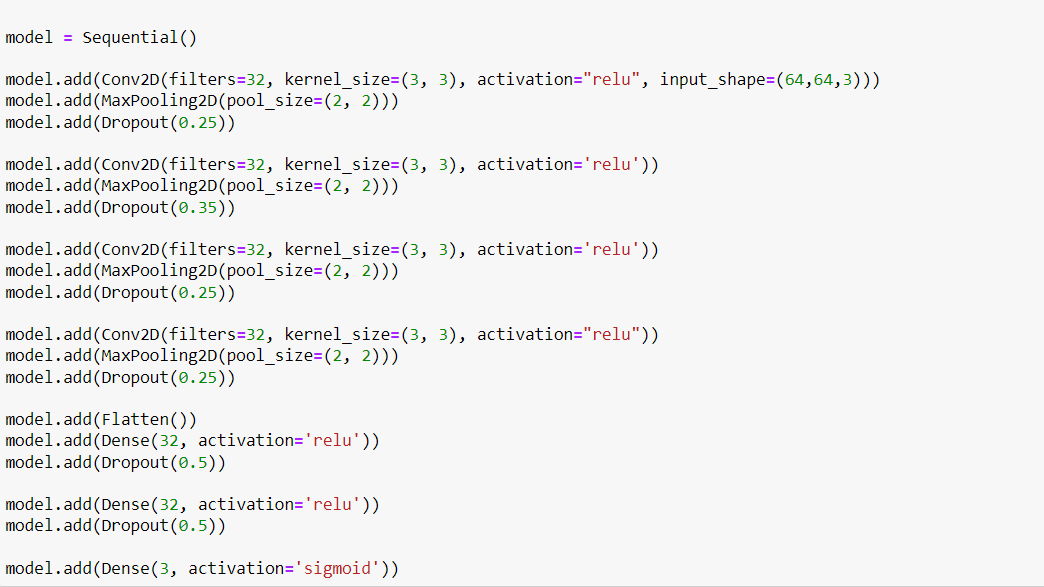 model = Sequential()
model.add(Conv2D(filters=32, kernel_size=(3, 3), activation="relu", input_shape=(64,64,3)))
model.add(MaxPooling2D(pool_size=(2, 2)))
model.add(Dropout(0.25))
model.add(Conv2D(filters=32, kernel_size=(3, 3), activation='relu'))
model.add(MaxPooling2D(pool_size=(2, 2)))
model.add(Dropout(0.35))
model.add(Conv2D(filters=32, kernel_size=(3, 3), activation='relu'))
model.add(MaxPooling2D(pool_size=(2, 2)))
model.add(Dropout(0.25))
model.add(Conv2D(filters=32, kernel_size=(3, 3), activation="relu"))
model.add(MaxPooling2D(pool_size=(2, 2)))
model.add(Dropout(0.25))
model.add(Flatten())
model.add(Dense(32, activation='relu'))
model.add(Dropout(0.5))
model.add(Dense(32, activation='relu'))
model.add(Dropout(0.5))
model.add(Dense(3, activation='sigmoid'))